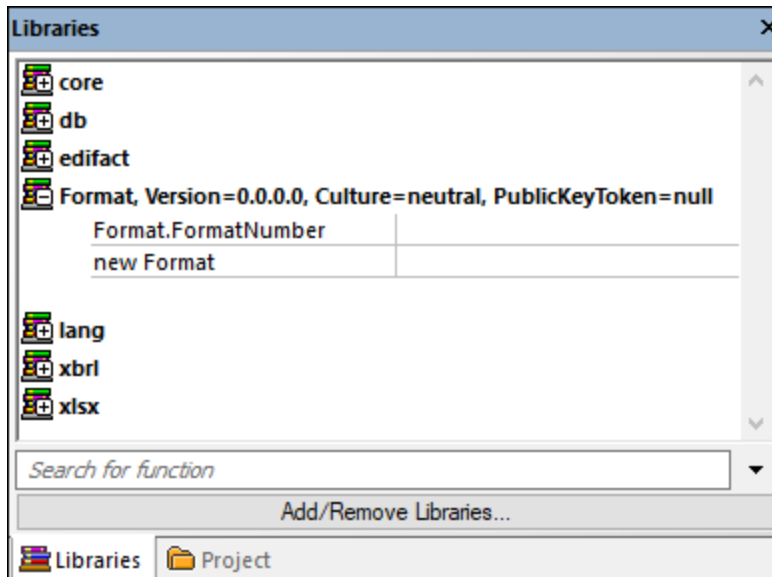 Libraries
core
db
edifact
Format, Version=0.0.0.0, Culture=neutral, PublicKeyToken=null
Format.FormatNumber
new Format
lang
xbrl
xlsx
Search for function
Add/Remove Libraries...
Libraries Project